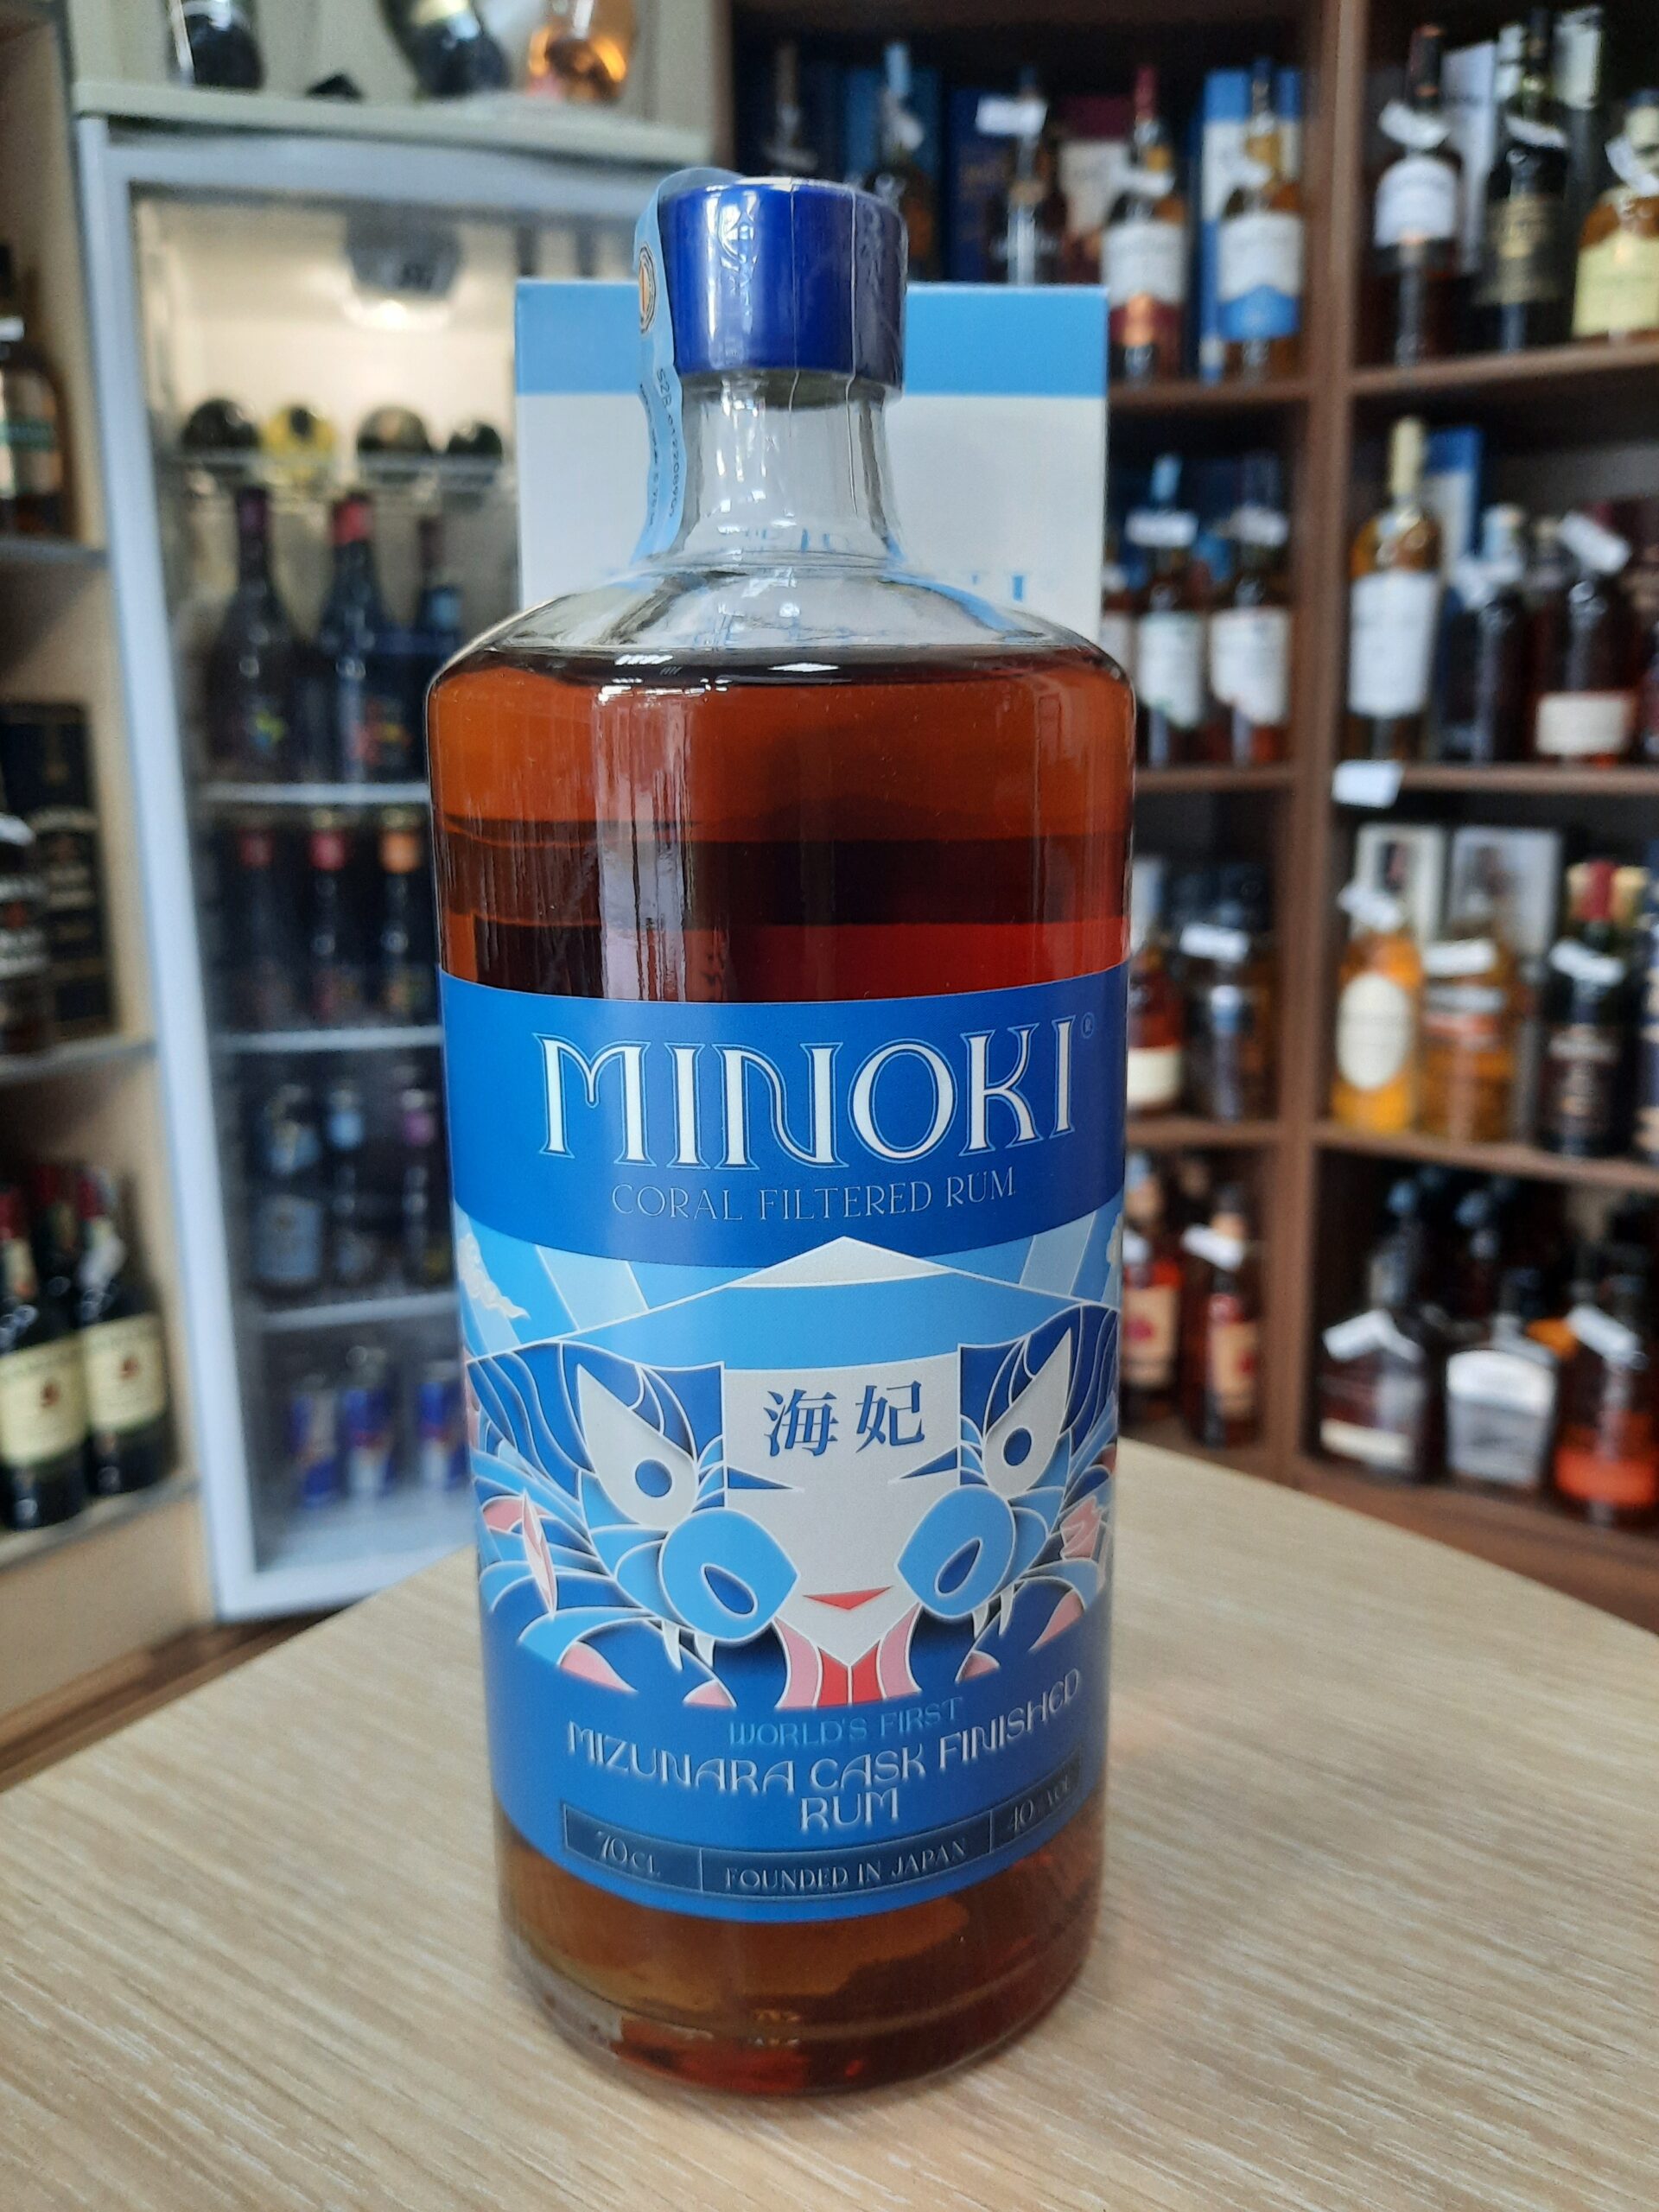 MINOKI®
CORAL FILTERED RUM
海妃
WORLD'S FIRST
MIZUNARA CASK FINISHED
RUM
70CL FOUNDED IN JAPAN 40% VOL